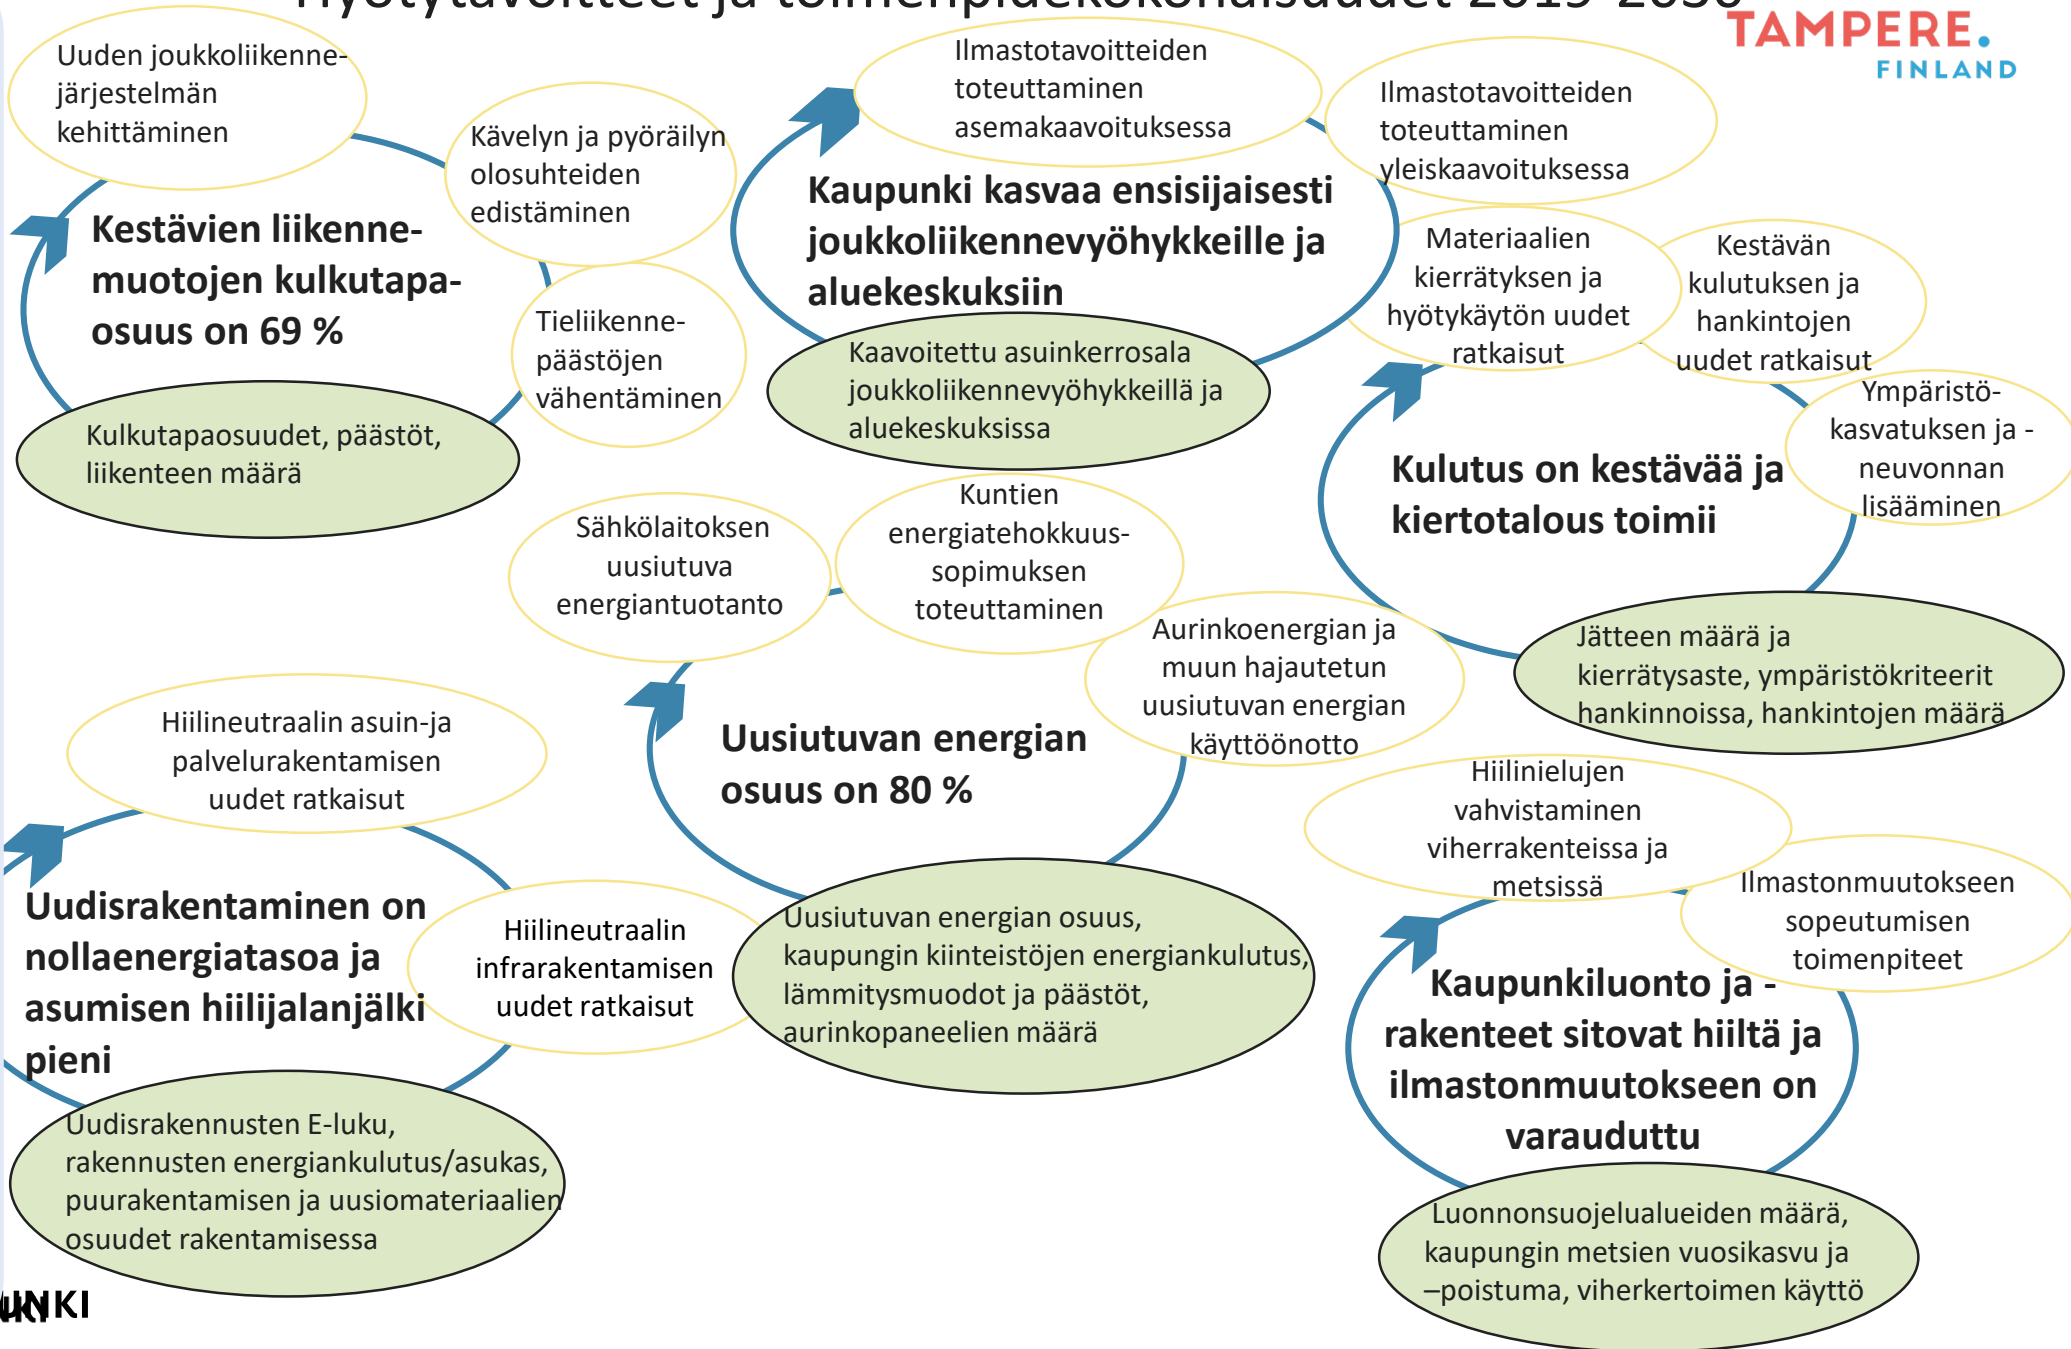 Hyötytavoitteet ja toimenpidekokonaisuudet 2019-2030
TAMPERE.
FINLAND
Uuden joukkoliikenne-
järjestelmän
kehittäminen
Kävelyn ja pyöräilyn
olosuhteiden
edistäminen
Tieliikenne-
päästöjen
vähentäminen
Kestävien liikenne-
muotojen kulkutapa-
osuus on 69 %
Kulkutapaosuudet, päästöt,
liikenteen määrä
Ilmastotavoitteiden
toteuttaminen
asemakaavoituksessa
Ilmastotavoitteiden
toteuttaminen
yleiskaavoituksessa
Kaupunki kasvaa ensisijaisesti
joukkoliikennevyöhykkeille ja
aluekeskuksiin
Kaavoitettu asuinkerrosala
joukkoliikennevyöhykkeillä ja
aluekeskuksissa
Materiaalien
kierrätyksen ja
hyötykäytön uudet
ratkaisut
Kestävän
kulutuksen ja
hankintojen
uudet ratkaisut
Ympäristö-
kasvatuksen ja -
neuvonnan
lisääminen
Kulutus on kestävää ja
kiertotalous toimii
Jätteen määrä ja
kierrätysaste, ympäristökriteerit
hankinnoissa, hankintojen määrä
Sähkölaitoksen
uusiutuva
energiantuotanto
Kuntien
energiatehokkuus-
sopimuksen
toteuttaminen
Aurinkoenergian ja
muun hajautetun
uusiutuvan energian
käyttöönotto
Uusiutuvan energian
osuus on 80 %
Uusiutuvan energian osuus,
kaupungin kiinteistöjen energiankulutus,
lämmitysmuodot ja päästöt,
aurinkopaneelien määrä
Hiilineutraalin asuin-ja
palvelurakentamisen
uudet ratkaisut
Hiilineutraalin
infrarakentamisen
uudet ratkaisut
Uudisrakentaminen on
nollaenergiatasoa ja
asumisen hiilijalanjälki
pieni
Uudisrakennusten E-luku,
rakennusten energiankulutus/asukas,
puurakentamisen ja uusiomateriaalien
osuudet rakentamisessa
Hiilinielujen
vahvistaminen
viherrakenteissa ja
metsissä
Ilmastonmuutokseen
sopeutumisen
toimenpiteet
Kaupunkiluonto ja -
rakenteet sitovat hiiltä ja
ilmastonmuutokseen on
varauduttu
Luonnonsuojelualueiden määrä,
kaupungin metsien vuosikasvu ja
–poistuma, viherkertoimen käyttö